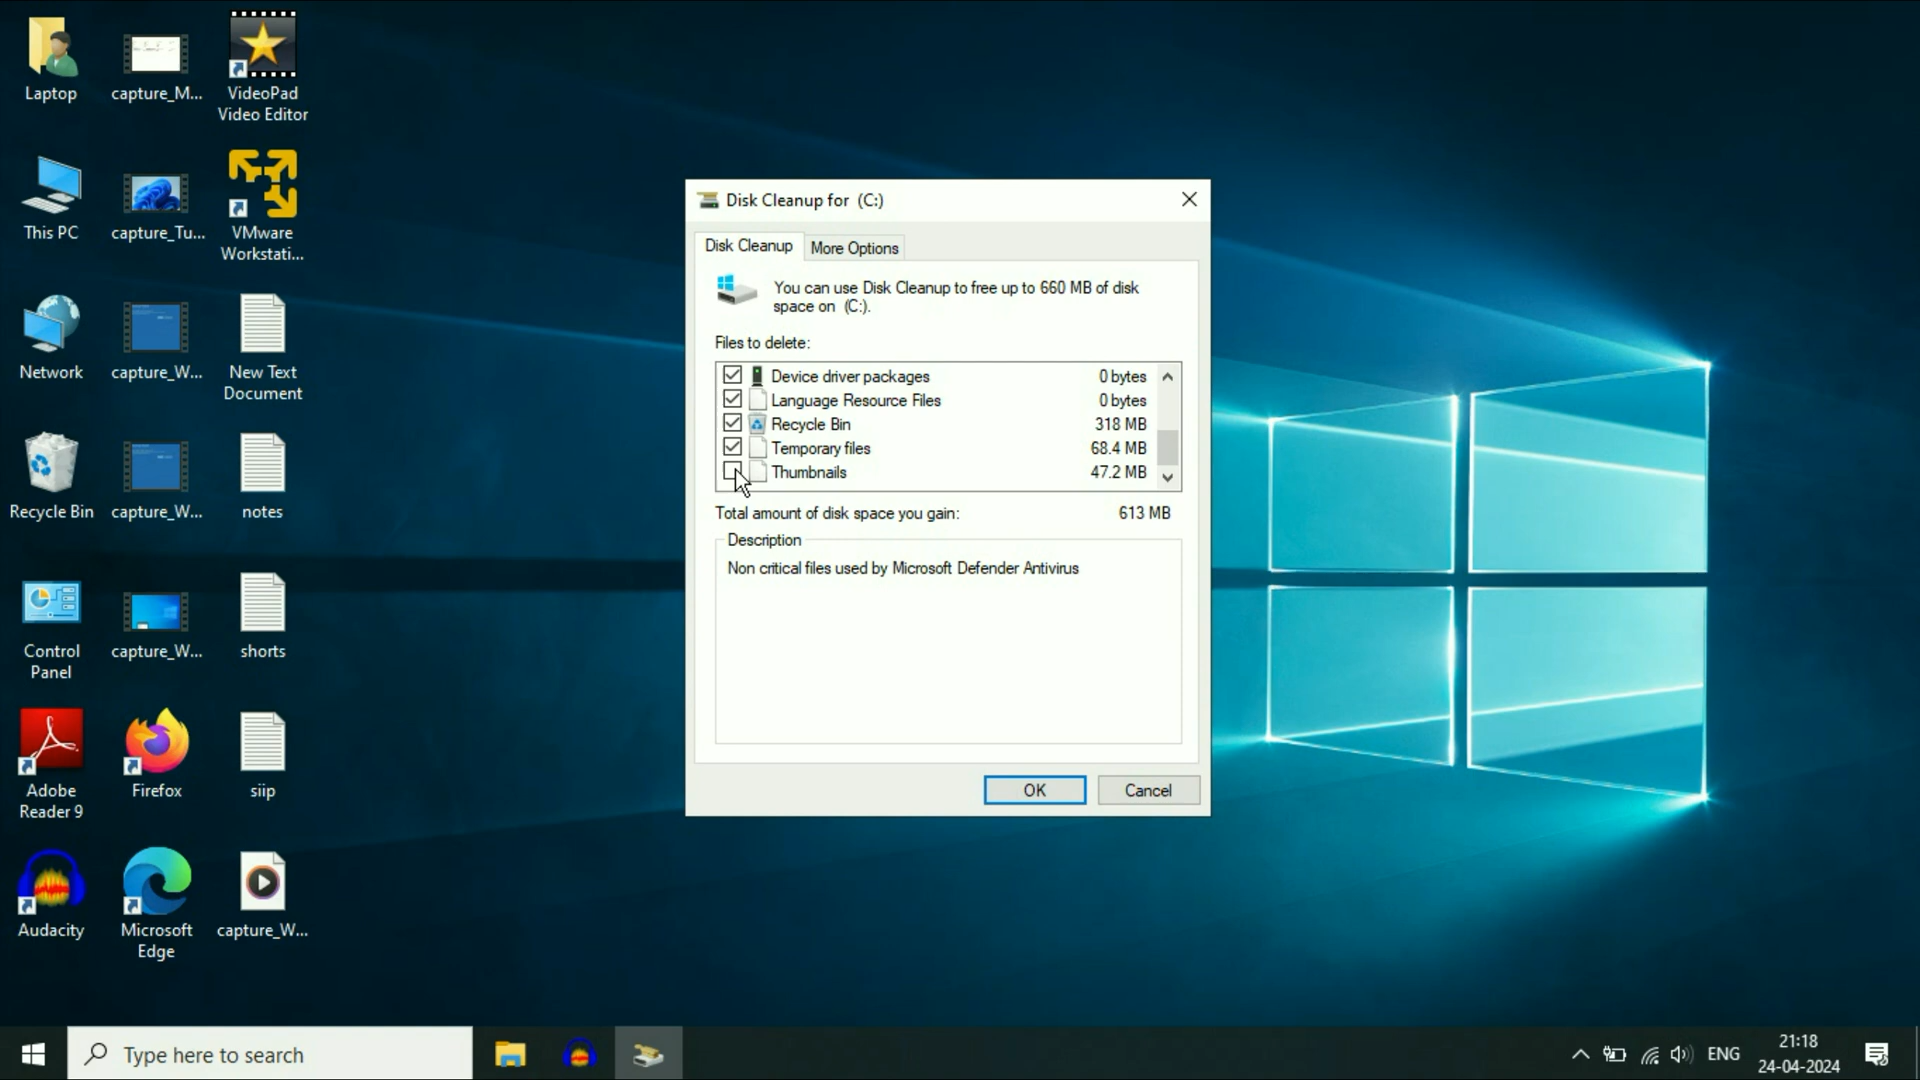 Laptop
capture_M...
VideoPad
Video Editor
This PC
capture_Tu...
VMware
Workstati...
Network
capture_W...
New Text
Document
Recycle Bin
capture_W...
notes
Control
Panel
capture_W...
shorts
Adobe
Reader 9
Firefox
siip
Audacity
Microsoft
Edge
capture_W...
Disk Cleanup for (C:)
Disk Cleanup
More Options
You can use Disk Cleanup to free up to 660 MB of disk
space on (C:).
Files to delete:
Device driver packages 0 bytes
Language Resource Files 0 bytes
Recycle Bin 318 MB
Temporary files 68.4 MB
Thumbnails 47.2 MB
Total amount of disk space you gain: 613 MB
Description
Non critical files used by Microsoft Defender Antivirus
OK
Cancel
Type here to search
ENG
21:18
24-04-2024